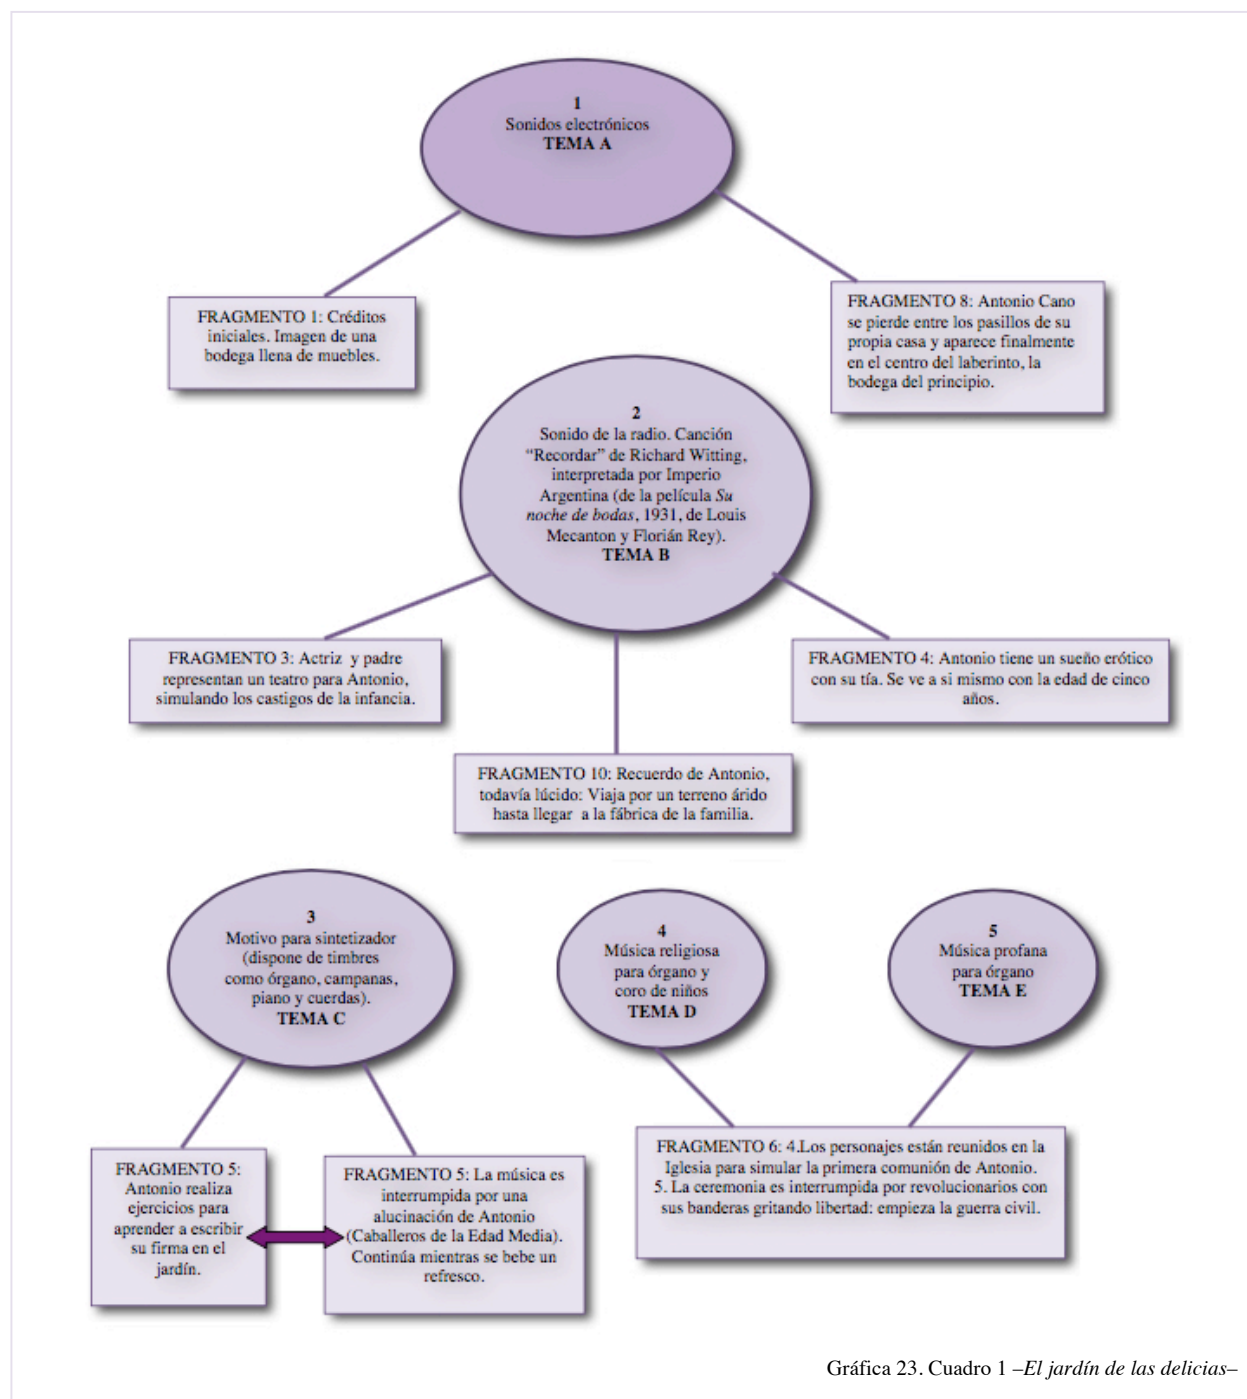 1
Sonidos electrónicos
TEMA A
FRAGMENTO 1: Créditos
iniciales. Imagen de una
bodega llena de muebles.
FRAGMENTO 8: Antonio Cano
se pierde entre los pasillos de su
propia casa y aparece finalmente
en el centro del laberinto, la
bodega del principio.
2
Sonido de la radio. Canción
“Recordar” de Richard Witting,
interpretada por Imperio
Argentina (de la película Su
noche de bodas, 1931, de Louis
Mecanton y Florián Rey).
TEMA B
FRAGMENTO 3: Actriz y padre
representan un teatro para Antonio,
simulando los castigos de la infancia.
FRAGMENTO 4: Antonio tiene un sueño erótico
con su tía. Se ve a si mismo con la edad de cinco
años.
FRAGMENTO 10: Recuerdo de Antonio,
todavía lúcido: Viaja por un terreno árido
hasta llegar a la fábrica de la familia.
3
Motivo para sintetizador
(dispone de timbres
como órgano, campanas,
piano y cuerdas).
TEMA C
4
Música religiosa
para órgano y
coro de niños
TEMA D
5
Música profana
para órgano
TEMA E
FRAGMENTO 5:
Antonio realiza
ejercicios para
aprender a escribir
su firma en el
jardín.
FRAGMENTO 5: La música es
interrumpida por una
alucinación de Antonio
(Caballeros de la Edad Media).
Continúa mientras se bebe un
refresco.
FRAGMENTO 6: 4.Los personajes están reunidos en la
Iglesia para simular la primera comunión de Antonio.
5. La ceremonia es interrumpida por revolucionarios con
sus banderas gritando libertad: empieza la guerra civil.
Gráfica 23. Cuadro 1 –El jardín de las delicias–